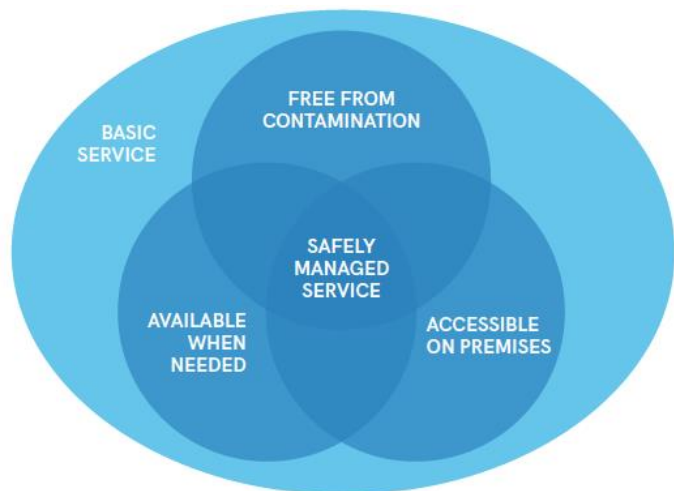 FREE FROM
CONTAMINATION
BASIC
SERVICE
SAFELY
MANAGED
SERVICE
AVAILABLE
WHEN
NEEDED
ACCESSIBLE
ON PREMISES